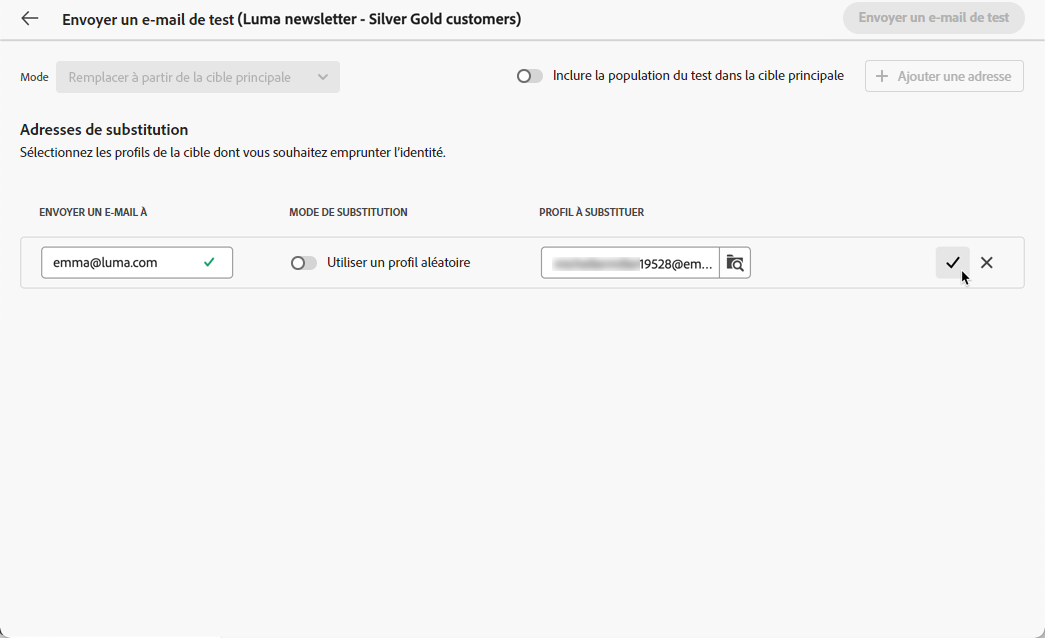 Envoyer un e-mail de test (Luma newsletter - Silver Gold customers)
Envoyer un e-mail de test
Mode
Remplacer à partir de la cible principale
Inclure la population du test dans la cible principale
Ajouter une adresse
Adresses de substitution
Sélectionnez les profils de la cible dont vous souhaitez emprunter l'identité.
ENVOYER UN E-MAIL À
MODE DE SUBSTITUTION
PROFIL À SUBSTITUER
emma@luma.com
Utiliser un profil aléatoire
19528@em...